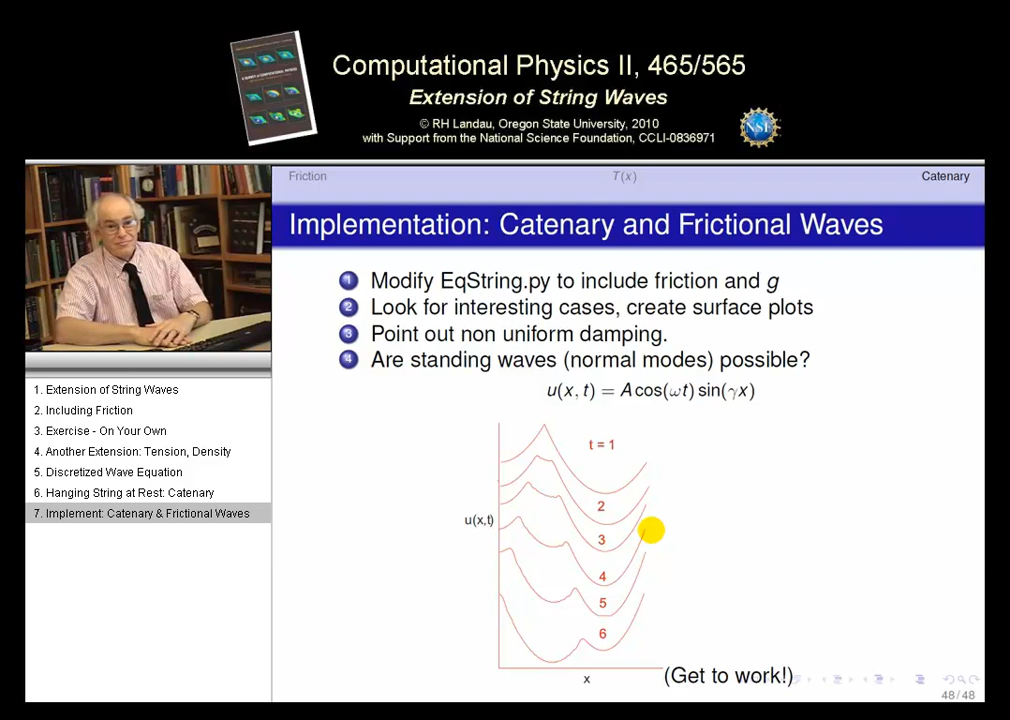 Computational Physics II, 465/565
Extension of String Waves
© RH Landau, Oregon State University, 2010
with Support from the National Science Foundation, CCLI-0836971
NSF
Friction
T(x)
Catenary
Implementation: Catenary and Frictional Waves
1 Modify EqString.py to include friction and g
2 Look for interesting cases, create surface plots
3 Point out non uniform damping.
4 Are standing waves (normal modes) possible?
u(x, t) = A cos(ωt) sin(γx)
1. Extension of String Waves
2. Including Friction
3. Exercise - On Your Own
4. Another Extension: Tension, Density
5. Discretized Wave Equation
6. Hanging String at Rest: Catenary
7. Implement: Catenary & Frictional Waves
t = 1
2
u(x,t)
3
4
5
6
x
(Get to work!)
48/48